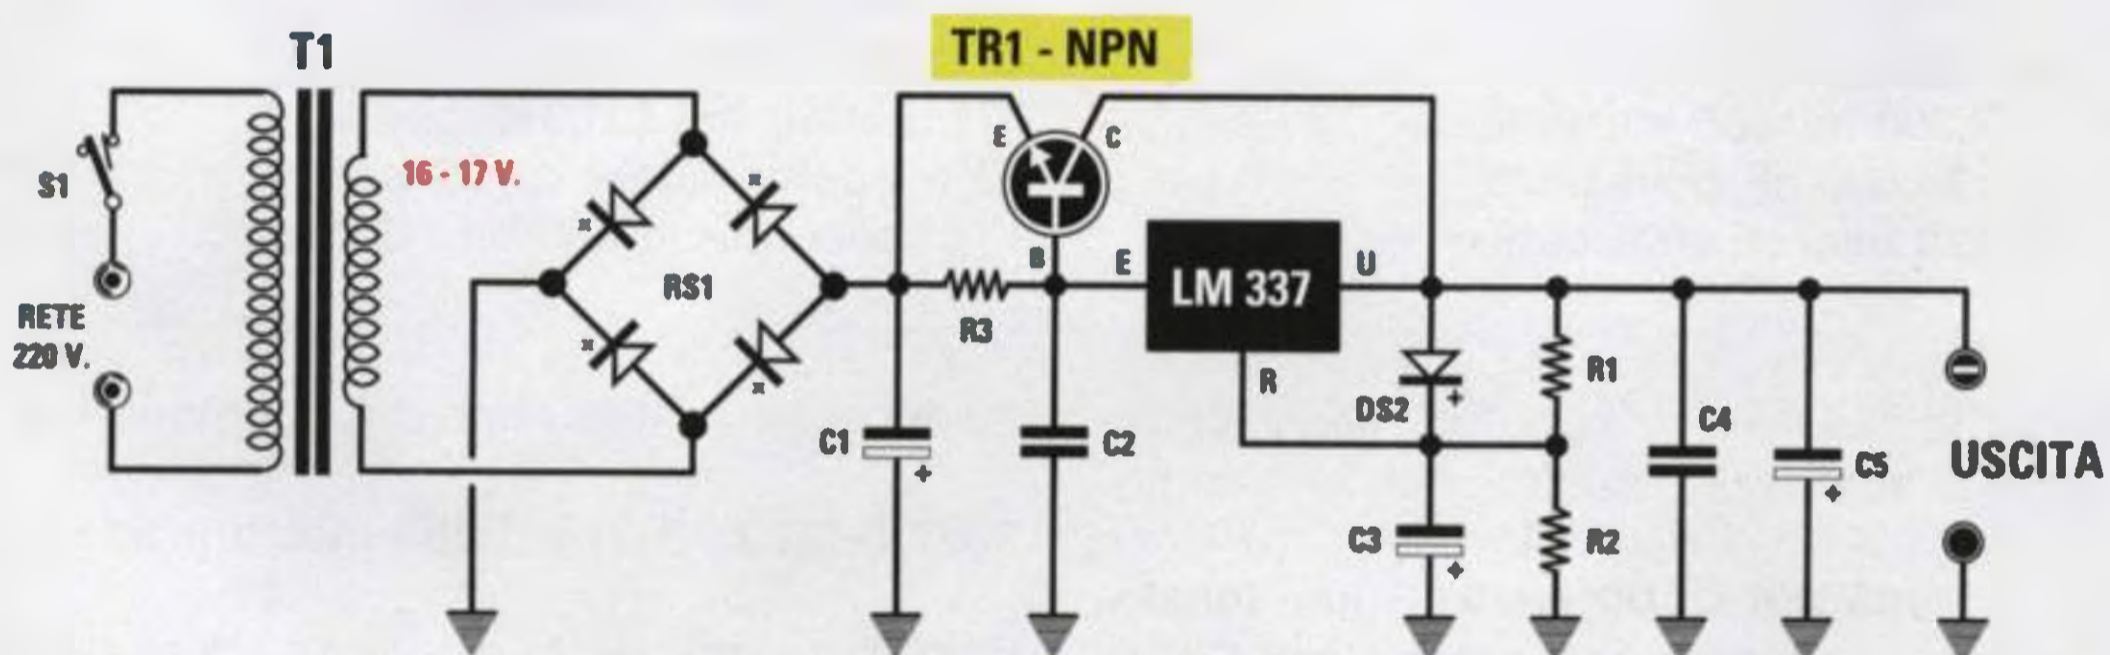 T1
TR1 - NPN
S1
16 - 17 V.
E
C
RETE
220 V.
RS1
B
E
LM 337
U
R3
R
DS2
+
R1
C1
+
C2
C4
C5
+
USCITA
C3
+
R2